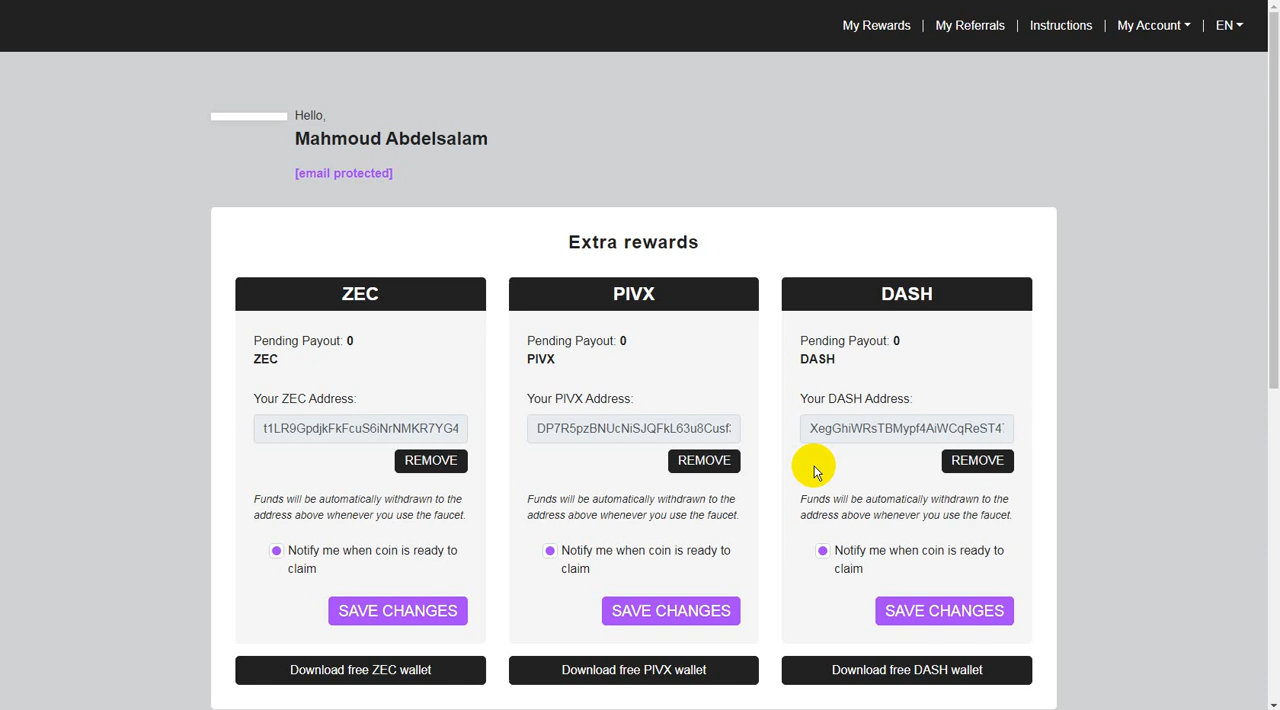 My Rewards | My Referrals | Instructions | My Account | EN
Hello,
Mahmoud Abdelsalam
[email protected]
Extra rewards
ZEC
Pending Payout: 0
ZEC
Your ZEC Address:
t1LR9GpdjkFkFcuS6iNrNMKR7YG4
REMOVE
Funds will be automatically withdrawn to the
address above whenever you use the faucet.
Notify me when coin is ready to
claim
SAVE CHANGES
Download free ZEC wallet
PIVX
Pending Payout: 0
PIVX
Your PIVX Address:
DP7R5pzBNUcNiSJQFkL63u8Cusf
REMOVE
Funds will be automatically withdrawn to the
address above whenever you use the faucet.
Notify me when coin is ready to
claim
SAVE CHANGES
Download free PIVX wallet
DASH
Pending Payout: 0
DASH
Your DASH Address:
XegGhiWRsTBMypf4AiWCqReST4
REMOVE
Funds will be automatically withdrawn to the
address above whenever you use the faucet.
Notify me when coin is ready to
claim
SAVE CHANGES
Download free DASH wallet